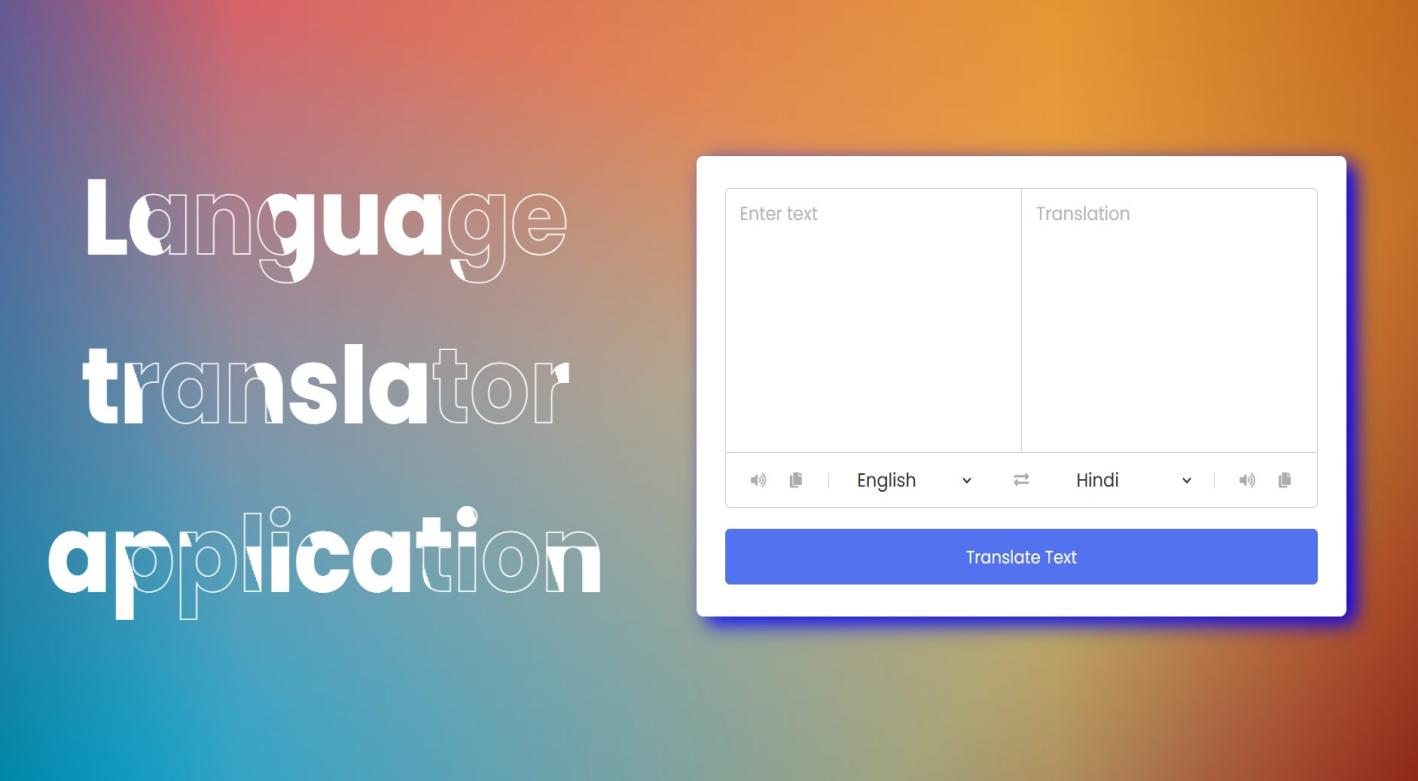 Language
translator
application
Enter text
Translation
English
Hindi
Translate Text